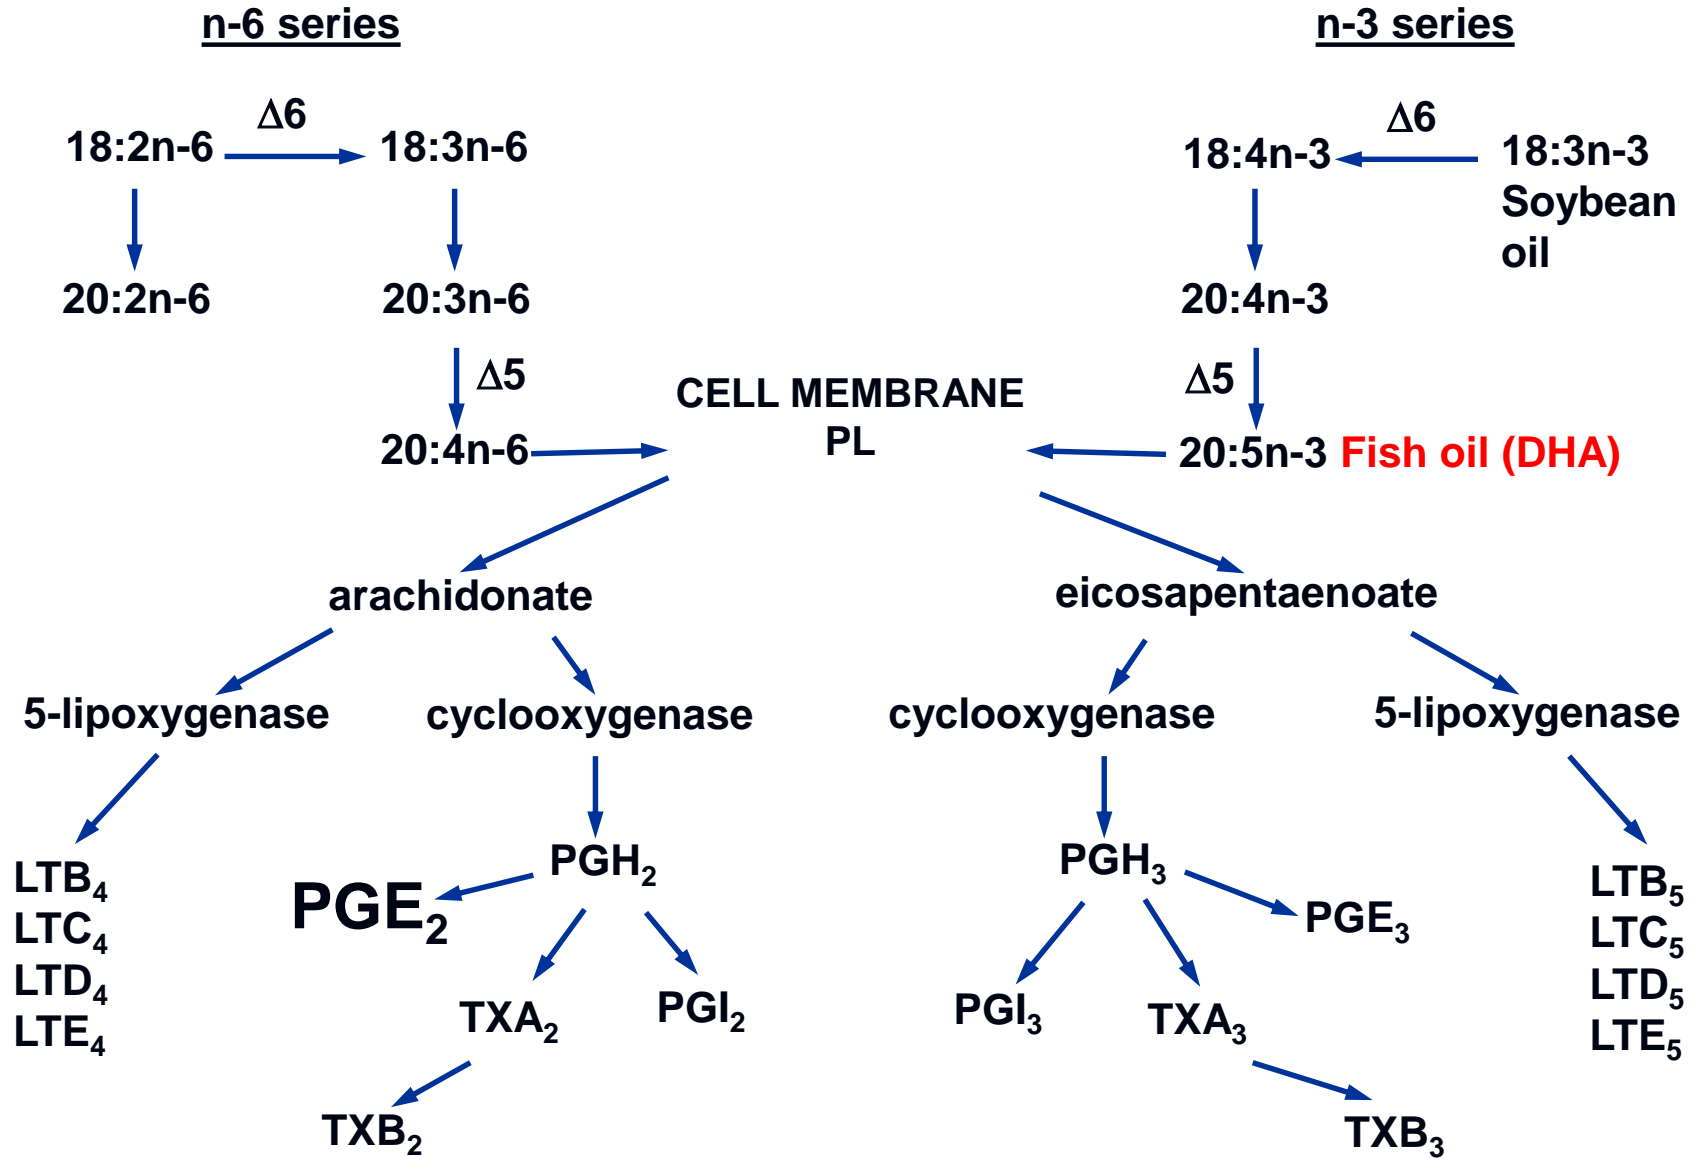 n-6 series
n-3 series
Δ6
Δ6
18:2n-6
18:3n-6
18:4n-3
18:3n-3
Soybean
oil
20:2n-6
20:3n-6
20:4n-3
Δ5
CELL MEMBRANE
PL
Δ5
20:4n-6
20:5n-3 Fish oil (DHA)
arachidonate
eicosapentaenoate
5-lipoxygenase
cyclooxygenase
cyclooxygenase
5-lipoxygenase
LTB₄
LTC₄
LTD₄
LTE₄
PGH₂
PGE₂
TXA₂
PGI₂
TXB₂
PGH₃
PGE₃
PGI₃
TXA₃
TXB₃
LTB₅
LTC₅
LTD₅
LTE₅